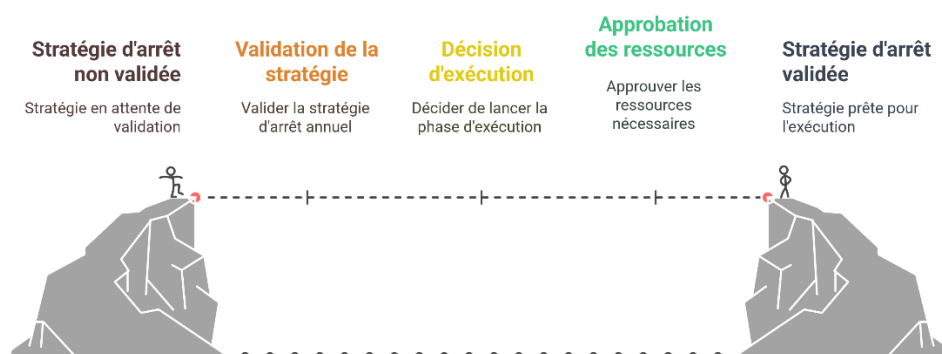 Stratégie d'arrêt
non validée
Stratégie en attente de
validation
Validation de la
stratégie
Valider la stratégie
d'arrêt annuel
Décision
d'exécution
Décider de lancer la
phase d'exécution
Approbation
des ressources
Approuver les
ressources
nécessaires
Stratégie d'arrêt
validée
Stratégie prête pour
l'exécution